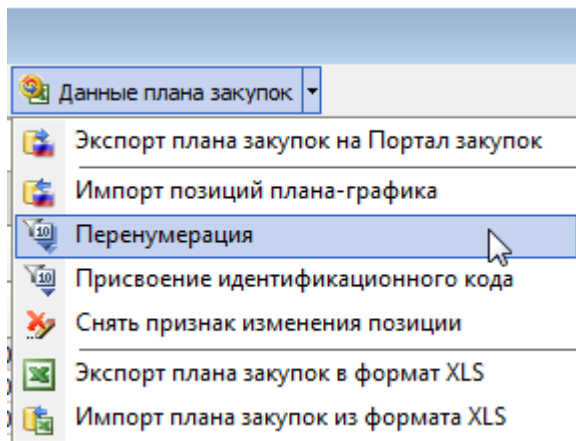 Данные плана закупок
Экспорт плана закупок на Портал закупок
Импорт позиций плана-графика
Перенумерация
Присвоение идентификационного кода
Снять признак изменения позиции
Экспорт плана закупок в формат XLS
Импорт плана закупок из формата XLS